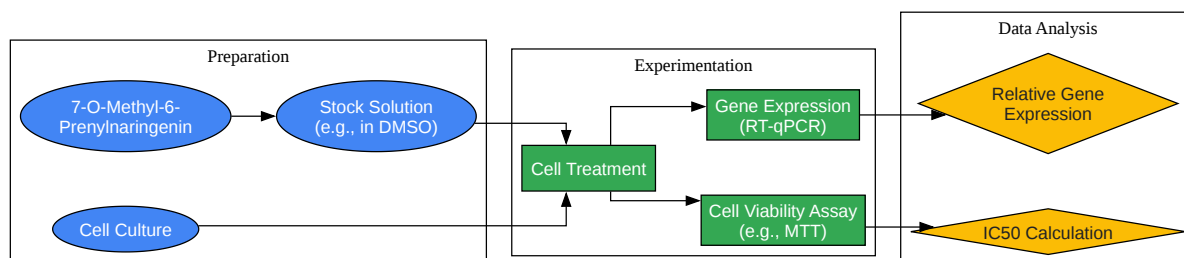 Preparation
7-O-Methyl-6-
Prenylnaringenin
Stock Solution
(e.g., in DMSO)
Cell Culture
Experimentation
Cell Treatment
Gene Expression
(RT-qPCR)
Cell Viability Assay
(e.g., MTT)
Data Analysis
Relative Gene
Expression
IC50 Calculation